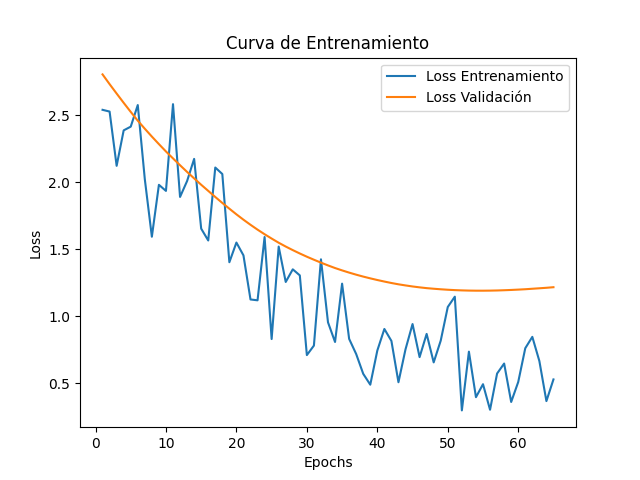 Curva de Entrenamiento
Loss Entrenamiento
Loss Validación
2.5
2.0
1.5
1.0
0.5
Loss
0 10 20 30 40 50 60
Epochs